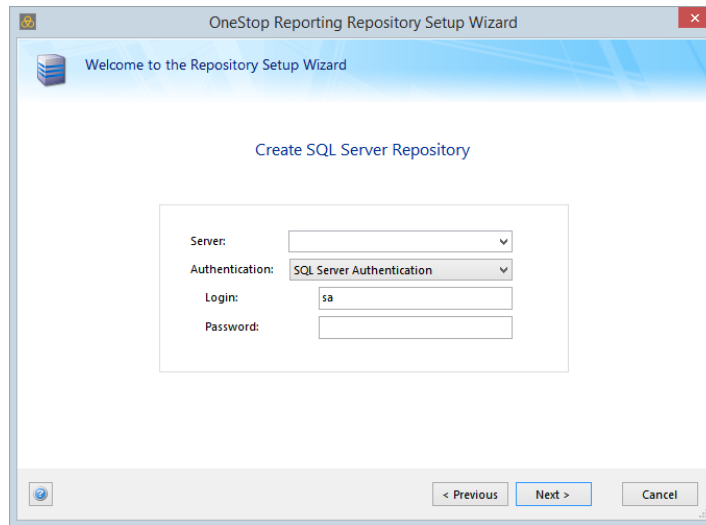 OneStop Reporting Repository Setup Wizard
Welcome to the Repository Setup Wizard
Create SQL Server Repository
Server:
Authentication: SQL Server Authentication
Login: sa
Password:
< Previous Next > Cancel